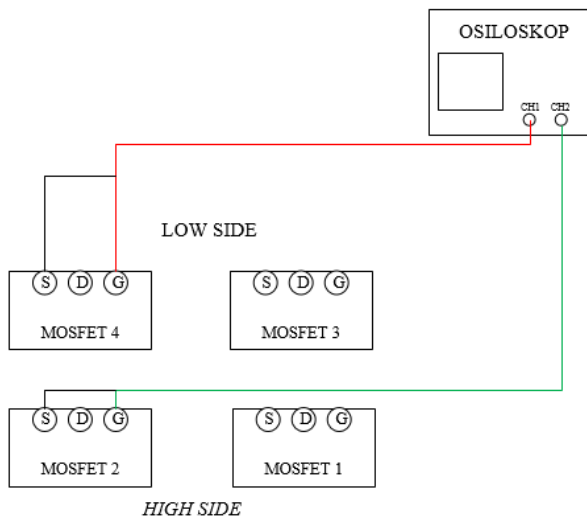 OSILOSKOP
CH1 CH2
LOW SIDE
S D G S D G
MOSFET 4 MOSFET 3
S D G S D G
MOSFET 2 MOSFET 1
HIGH SIDE